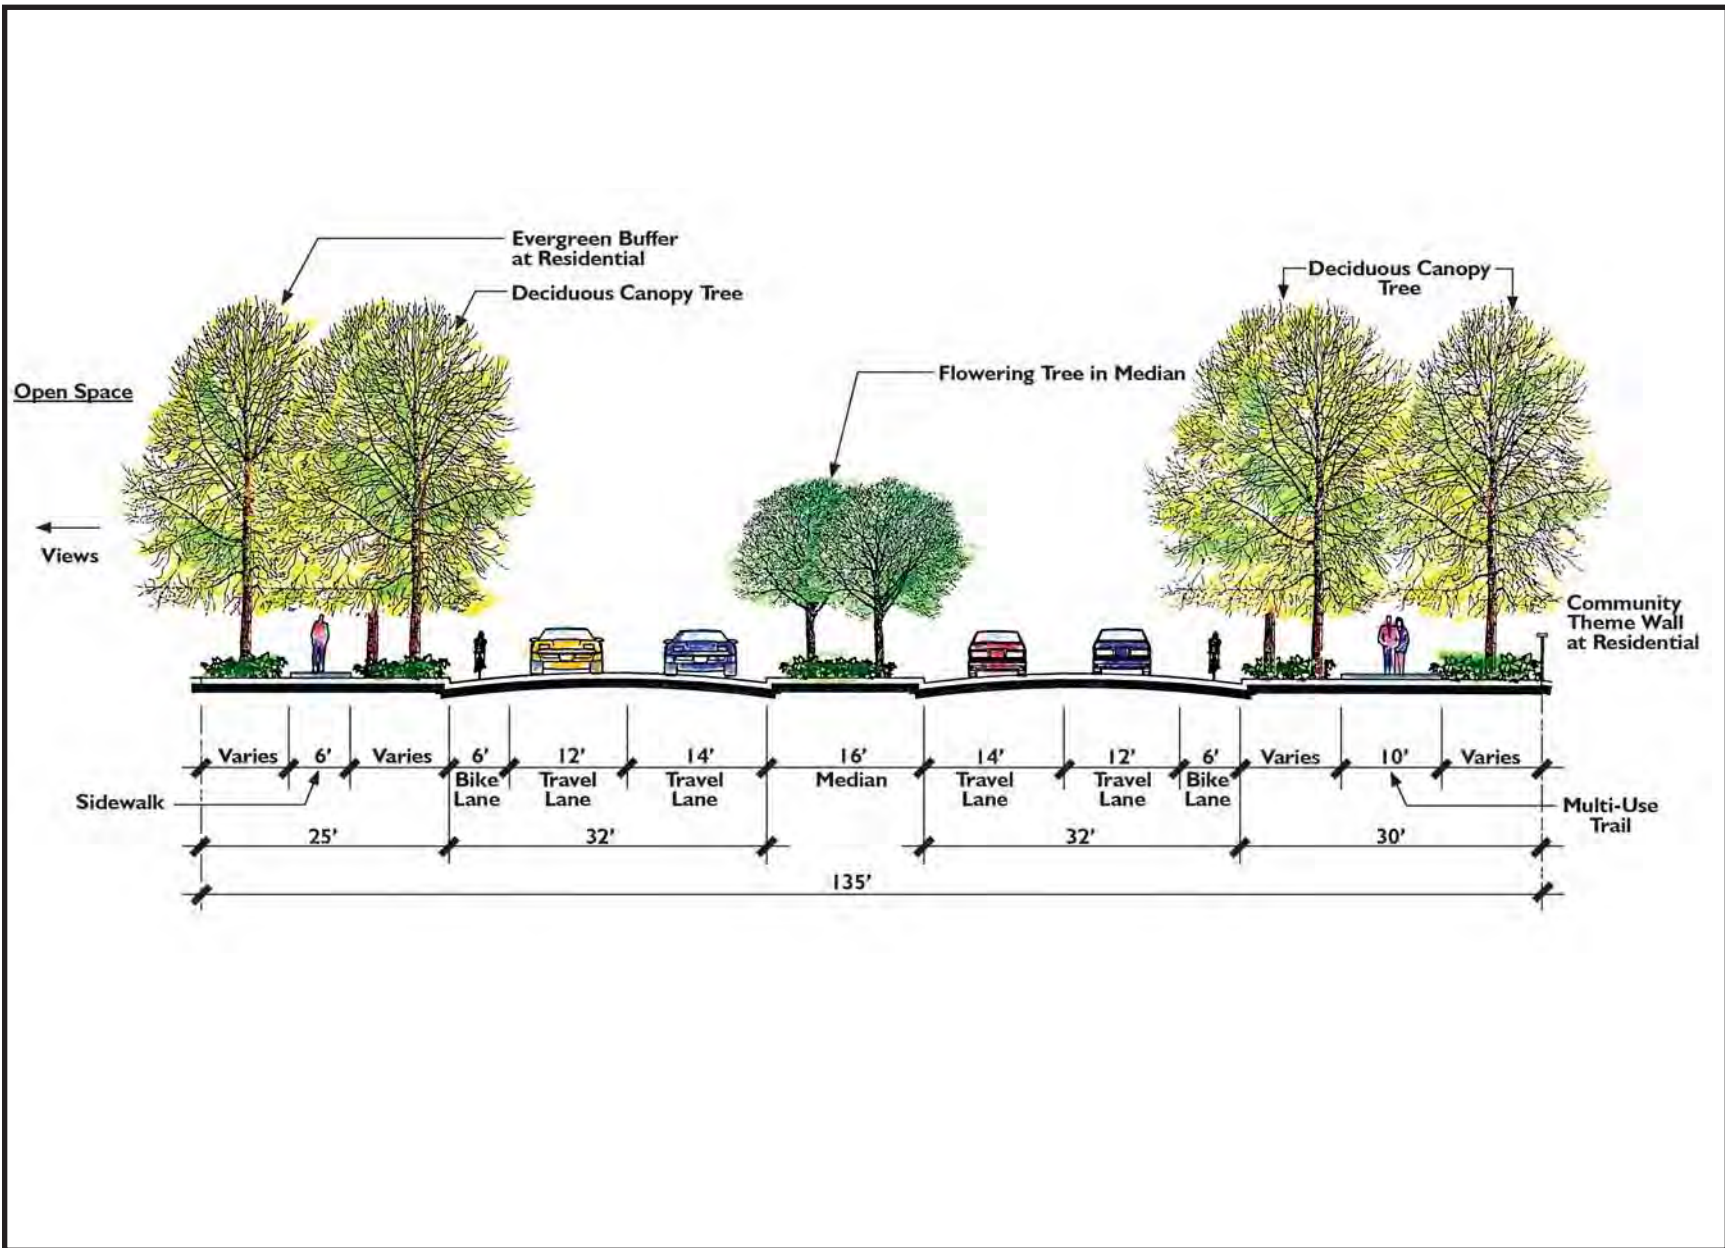 Evergreen Buffer
at Residential
Deciduous Canopy Tree
Deciduous Canopy
Tree
Flowering Tree in Median
Open Space
Views
Community
Theme Wall
at Residential
Varies 6' Varies 6' 12' 14' 16' 14' 12' 6' Varies 10' Varies
Bike Lane
Travel Lane
Travel Lane
Median
Travel Lane
Travel Lane
Bike Lane
Sidewalk
Multi-Use
Trail
25' 32' 32' 30'
135'